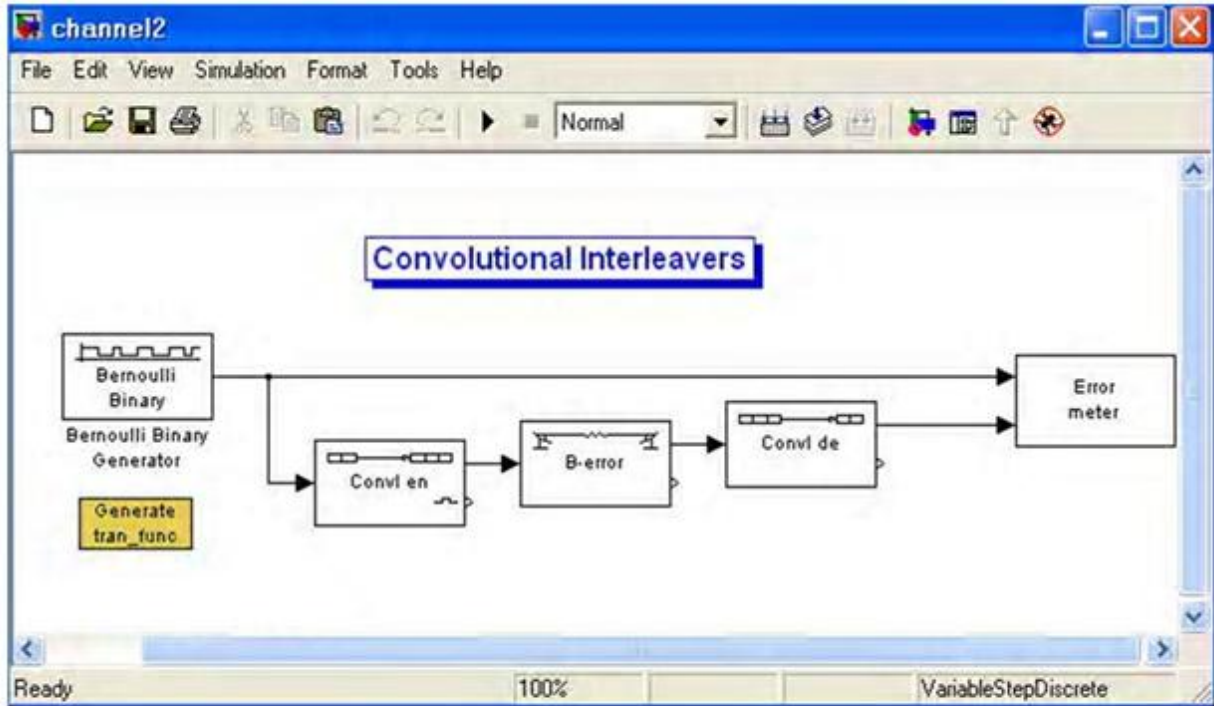 channel2
File Edit View Simulation Format Tools Help
Normal
Convolutional Interleavers
Bernoulli
Binary
Bernoulli Binary
Generator
Generate
tran_func
Convl en
B-error
Convl de
Error
meter
Ready 100% VariableStepDiscrete